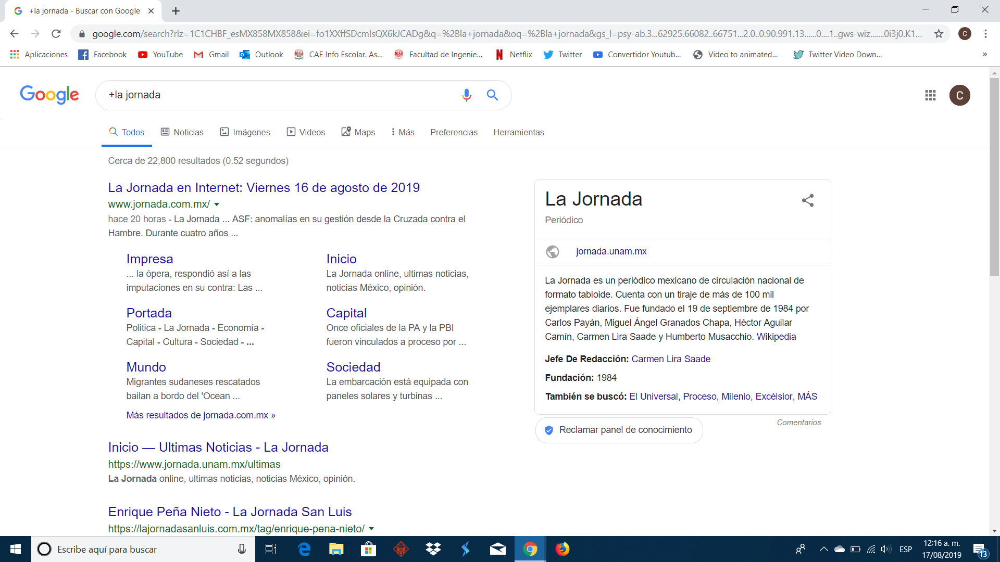 +la jornada - Buscar con Google
google.com/search?rlz=1C1CHBF_esMX858MX858&ei=fo1XXffSDcmIsQX6kJCADg&q=%2Bla+jornada&oq=%2Bla+jornada&gs_l=psy-ab.3...62925.66082..66751...2.0..0.90.991.13......0....1..gws-wiz.......0i3j0.K1...
C
Aplicaciones Facebook YouTube Gmail Outlook CAE Info Escolar. As... Facultad de Ingenie... Netflix Twitter Convertidor Youtub... Video to animated... Twitter Video Down... »
Google
+la jornada
C
Todos Noticias Imágenes Videos Maps Más Preferencias Herramientas
Cerca de 22,800 resultados (0.52 segundos)
La Jornada en Internet: Viernes 16 de agosto de 2019
www.jornada.com.mx/
hace 20 horas - La Jornada ... ASF: anomalías en su gestión desde la Cruzada contra el
Hambre. Durante cuatro años ...
Impresa
... la ópera, respondió así a las
imputaciones en su contra: Las ...
Inicio
La Jornada online, ultimas noticias,
noticias México, opinión.
Portada
Politica - La Jornada - Economía -
Capital - Cultura - Sociedad - ...
Capital
Once oficiales de la PA y la PBI
fueron vinculados a proceso por ...
Mundo
Migrantes sudaneses rescatados
bailan a bordo del 'Ocean ...
Sociedad
La embarcación está equipada con
paneles solares y turbinas ...
Más resultados de jornada.com.mx »
Inicio — Ultimas Noticias - La Jornada
https://www.jornada.unam.mx/ultimas
La Jornada online, ultimas noticias, noticias México, opinión.
Enrique Peña Nieto - La Jornada San Luis
https://lajornadasanluis.com.mx/tag/enrique-pena-nieto/
La Jornada
Periódico
jornada.unam.mx
La Jornada es un periódico mexicano de circulación nacional de
formato tabloide. Cuenta con un tiraje de más de 100 mil
ejemplares diarios. Fue fundado el 19 de septiembre de 1984 por
Carlos Payán, Miguel Ángel Granados Chapa, Héctor Aguilar
Camín, Carmen Lira Saade y Humberto Musacchio. Wikipedia
Jefe De Redacción: Carmen Lira Saade
Fundación: 1984
También se buscó: El Universal, Proceso, Milenio, Excélsior, MÁS
Comentarios
Reclamar panel de conocimiento
Escribe aquí para buscar
ESP
12:16 a. m.
17/08/2019
13